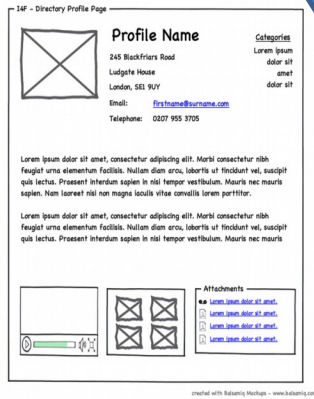 I4F - Directory Profile Page
Profile Name
245 Blackfriars Road
Ludgate House
London, SE1 9UY
Email: firstname@surname.com
Telephone: 0207 955 3705
Categories
Lorem ipsum
dolor sit
amet
dolor sit
Lorem ipsum dolor sit amet, consectetur adipiscing elit. Morbi consectetur nibh
feugiat urna elementum facilisis. Nullam diam arcu, lobortis ut tincidunt vel, suscipit
quis lectus. Praesent interdum sapien in nisi tempor vestibulum. Mauris nec mauris
sapien. Nam laoreet nisi non magna iaculis vitae convallis lorem porttitor.
Lorem ipsum dolor sit amet, consectetur adipiscing elit. Morbi consectetur nibh
feugiat urna elementum facilisis. Nullam diam arcu, lobortis ut tincidunt vel, suscipit
quis lectus. Praesent interdum sapien in nisi tempor vestibulum. Mauris nec mauris
Attachments
Lorem ipsum dolor sit amet.
Lorem ipsum dolor sit amet.
Lorem ipsum dolor sit amet.
Lorem ipsum dolor sit amet.
created with Balsamiq Mockups - www.balsamiq.com